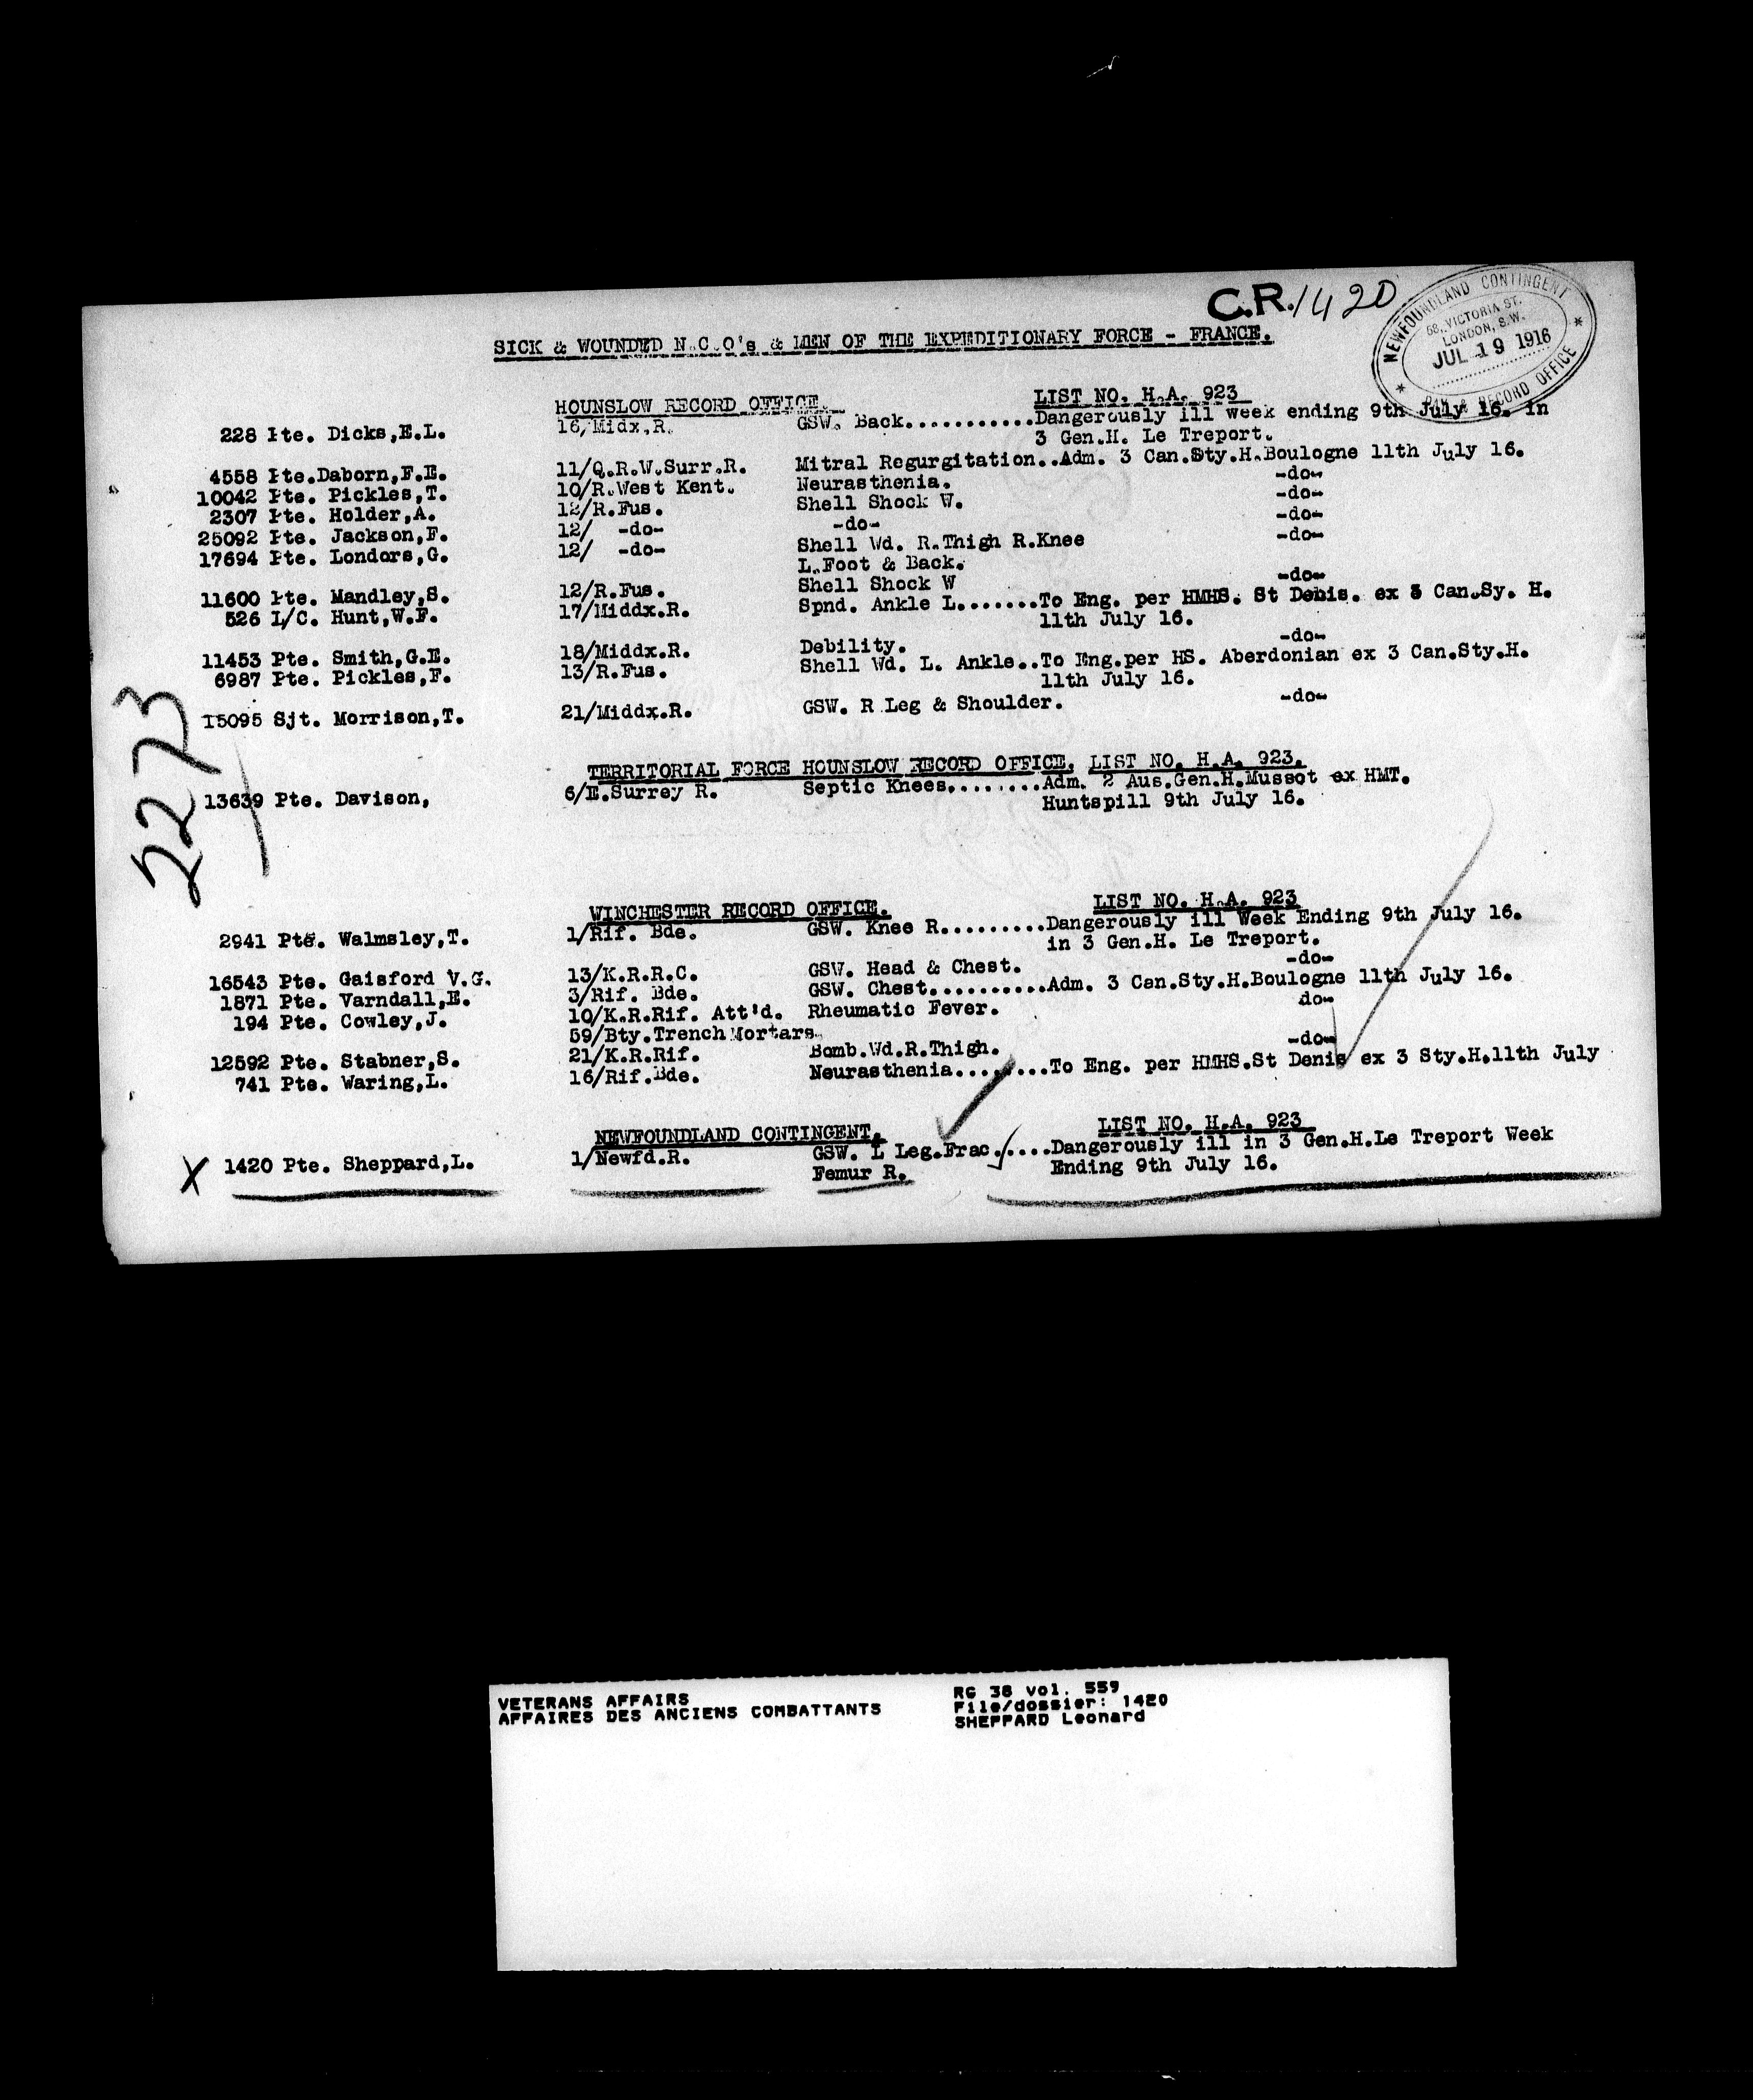 C.R. 1420
NEWFOUNDLAND CONTINGENT
58, VICTORIA ST.
LONDON, S.W.
JUL 19 1916
PAY & RECORD OFFICE
SICK & WOUNDED N.C.O's & MEN OF THE EXPEDITIONARY FORCE - FRANCE.
HOUNSLOW RECORD OFFICE. LIST NO. H.A. 923
228 Pte. Dicks,E.L. 16/Midx.R. GSW. Back...........Dangerously ill week ending 9th July 16. in
3 Gen.H. Le Treport.
4558 Pte.Daborn,F.E. 11/Q.R.W.Surr.R. Mitral Regurgitation..Adm. 3 Can.Sty.H.Boulogne 11th July 16.
10042 Pte. Pickles,T. 10/R.West Kent. Neurasthenia. -do-
2307 Pte. Holder,A. 12/R.Fus. Shell Shock W. -do-
25092 Pte. Jackson,F. 12/ -do- -do- -do-
17694 Pte. Londors,G. 12/ -do- Shell Wd. R.Thigh R.Knee -do-
L.Foot & Back.
11600 Pte. Mandley,S. 12/R.Fus. Shell Shock W -do-
526 L/C. Hunt,W.F. 17/Middx.R. Spnd. Ankle L.......To Eng. per HMHS. St Denis. ex 3 Can.Sy. H.
11th July 16.
11453 Pte. Smith,G.E. 18/Middx.R. Debility. -do-
6987 Pte. Pickles,F. 13/R.Fus. Shell Wd. L. Ankle..To Eng.per HS. Aberdonian ex 3 Can.Sty.H.
11th July 16.
15095 Sjt. Morrison,T. 21/Middx.R. GSW. R Leg & Shoulder. -do-
2273
TERRITORIAL FORCE HOUNSLOW RECORD OFFICE. LIST NO. H.A. 923.
13639 Pte. Davison, 6/E.Surrey R. Septic Knees........Adm. 2 Aus.Gen.H.Mussot ex HMT.
Huntspill 9th July 16.
WINCHESTER RECORD OFFICE. LIST NO. H.A. 923
2941 Pte. Walmsley,T. 1/Rif. Bde. GSW. Knee R.........Dangerously ill Week Ending 9th July 16.
in 3 Gen.H. Le Treport.
16543 Pte. Gaisford V.G. 13/K.R.R.C. GSW. Head & Chest. -do-
1871 Pte. Varndall,E. 3/Rif. Bde. GSW. Chest..........Adm. 3 Can.Sty.H.Boulogne 11th July 16.
194 Pte. Cowley,J. 10/K.R.Rif. Att'd. Rheumatic Fever. do-
59/Bty.Trench Mortars.
12592 Pte. Stabner,S. 21/K.R.Rif. Bomb.Wd.R.Thigh. -do-
741 Pte. Waring,L. 16/Rif.Bde. Neurasthenia........To Eng. per HMHS.St Denis ex 3 Sty.H.11th July
NEWFOUNDLAND CONTINGENT. LIST NO. H.A. 923
X 1420 Pte. Sheppard,L. 1/Newfd.R. GSW. L Leg.Frac.....Dangerously ill in 3 Gen.H.Le Treport Week
Femur R. Ending 9th July 16.
VETERANS AFFAIRS RG 38 vol. 559
AFFAIRES DES ANCIENS COMBATTANTS File/dossier: 1420
SHEPPARD Leonard